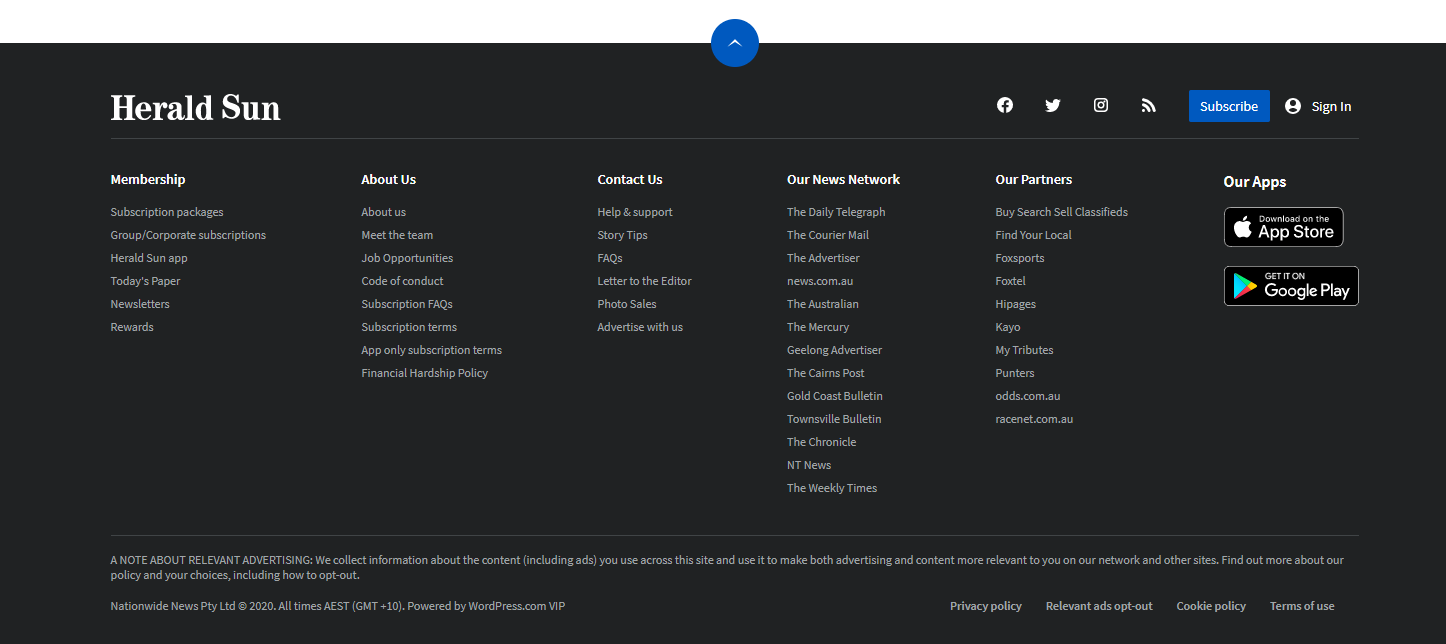 Herald Sun
Subscribe
Sign In
Membership
Subscription packages
Group/Corporate subscriptions
Herald Sun app
Today's Paper
Newsletters
Rewards
About Us
About us
Meet the team
Job Opportunities
Code of conduct
Subscription FAQs
Subscription terms
App only subscription terms
Financial Hardship Policy
Contact Us
Help & support
Story Tips
FAQs
Letter to the Editor
Photo Sales
Advertise with us
Our News Network
The Daily Telegraph
The Courier Mail
The Advertiser
news.com.au
The Australian
The Mercury
Geelong Advertiser
The Cairns Post
Gold Coast Bulletin
Townsville Bulletin
The Chronicle
NT News
The Weekly Times
Our Partners
Buy Search Sell Classifieds
Find Your Local
Foxsports
Foxtel
Hipages
Kayo
My Tributes
Punters
odds.com.au
racenet.com.au
Our Apps
Download on the
App Store
GET IT ON
Google Play
A NOTE ABOUT RELEVANT ADVERTISING: We collect information about the content (including ads) you use across this site and use it to make both advertising and content more relevant to you on our network and other sites. Find out more about our
policy and your choices, including how to opt-out.
Nationwide News Pty Ltd © 2020. All times AEST (GMT +10). Powered by WordPress.com VIP
Privacy policy
Relevant ads opt-out
Cookie policy
Terms of use